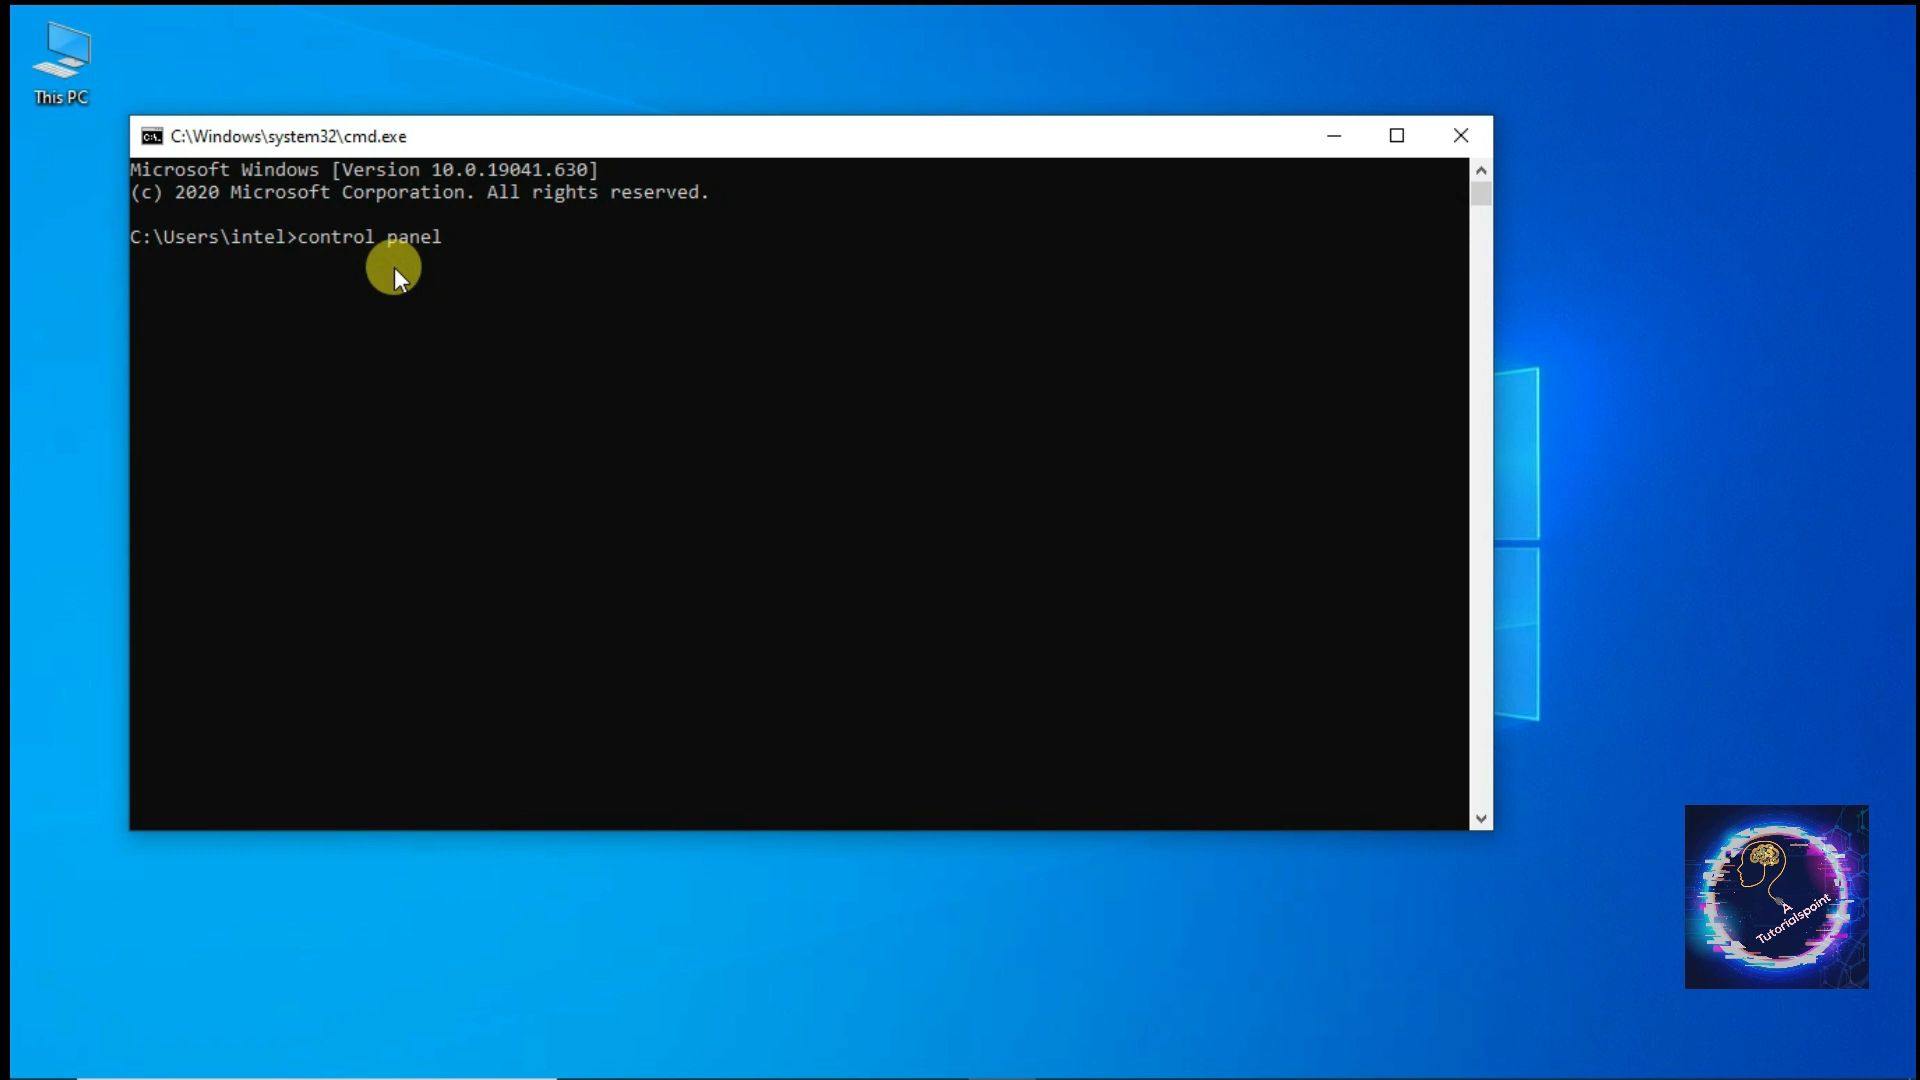 This PC
C:\Windows\system32\cmd.exe
Microsoft Windows [Version 10.0.19041.630]
(c) 2020 Microsoft Corporation. All rights reserved.
C:\Users\intel>control panel
A
Tutorialspoint